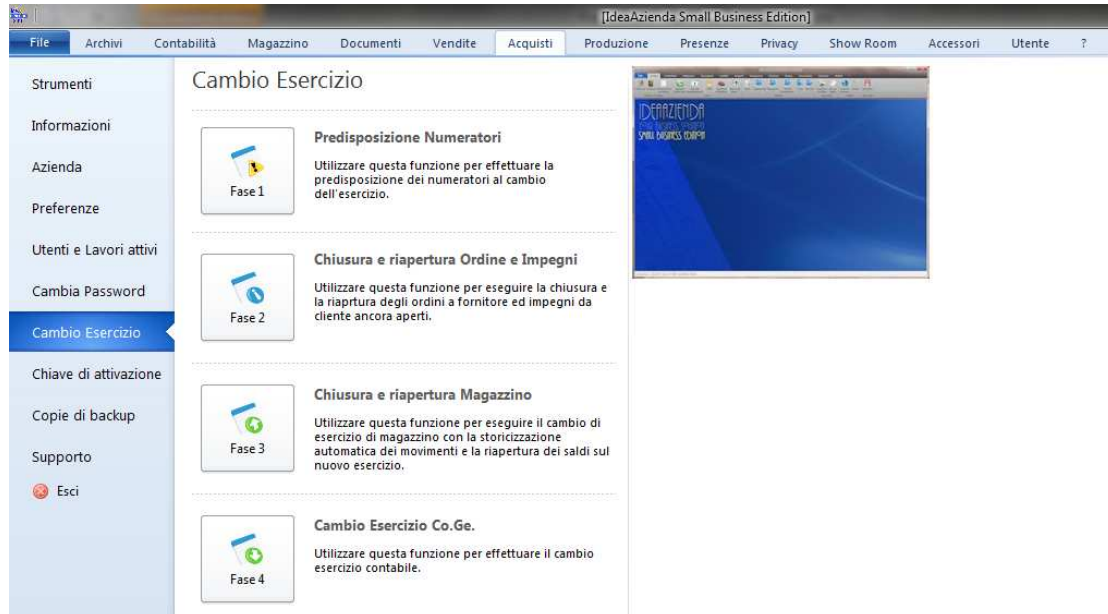 [IdeaAzienda Small Business Edition]
File Archivi Contabilità Magazzino Documenti Vendite Acquisti Produzione Presenze Privacy Show Room Accessori Utente ?
Strumenti
Informazioni
Azienda
Preferenze
Utenti e Lavori attivi
Cambia Password
Cambio Esercizio
Chiave di attivazione
Copie di backup
Supporto
Esci
Cambio Esercizio
Fase 1
Predisposizione Numeratori
Utilizzare questa funzione per effettuare la
predisposizione dei numeratori al cambio
dell'esercizio.
Fase 2
Chiusura e riapertura Ordine e Impegni
Utilizzare questa funzione per eseguire la chiusura e
la riaprtura degli ordini a fornitore ed impegni da
cliente ancora aperti.
Fase 3
Chiusura e riapertura Magazzino
Utilizzare questa funzione per eseguire il cambio di
esercizio di magazzino con la storicizzazione
automatica dei movimenti e la riapertura dei saldi sul
nuovo esercizio.
Fase 4
Cambio Esercizio Co.Ge.
Utilizzare questa funzione per effettuare il cambio
esercizio contabile.
IDEAAZIENDA
SMALL BUSINESS EDITION